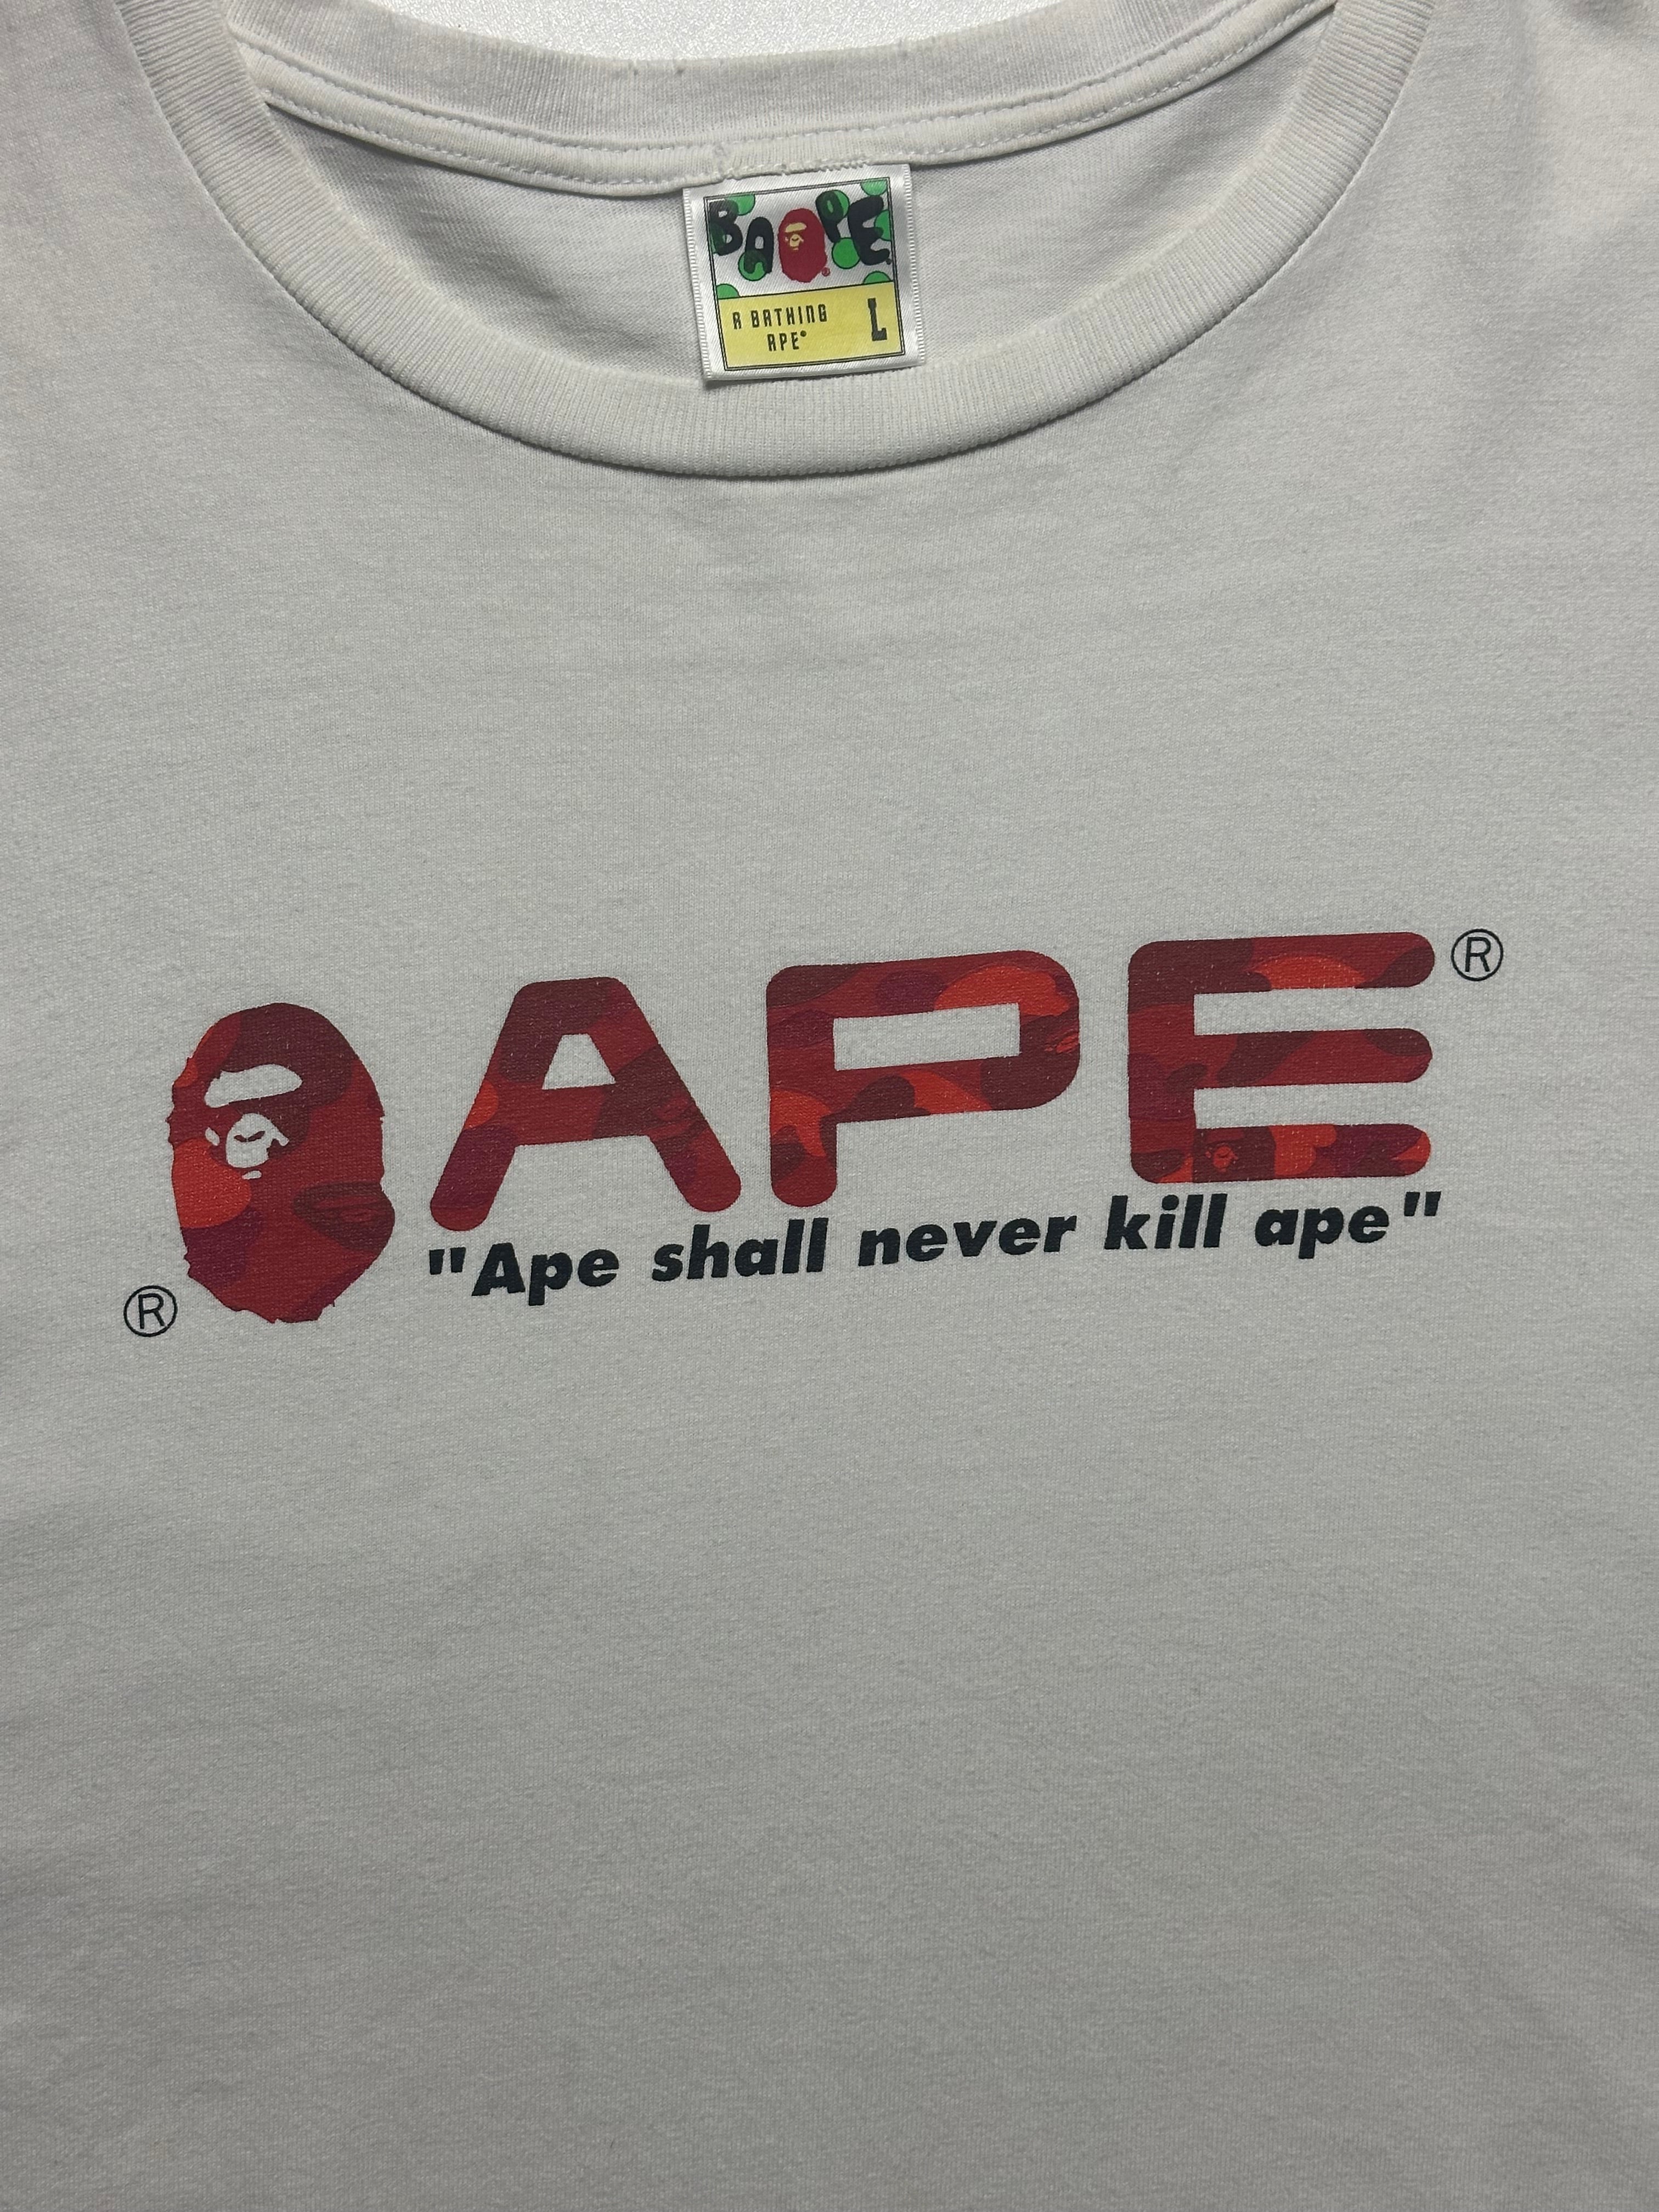 BAPE®
A BATHING
APE®
L
APE®
"Ape shall never kill ape"
®